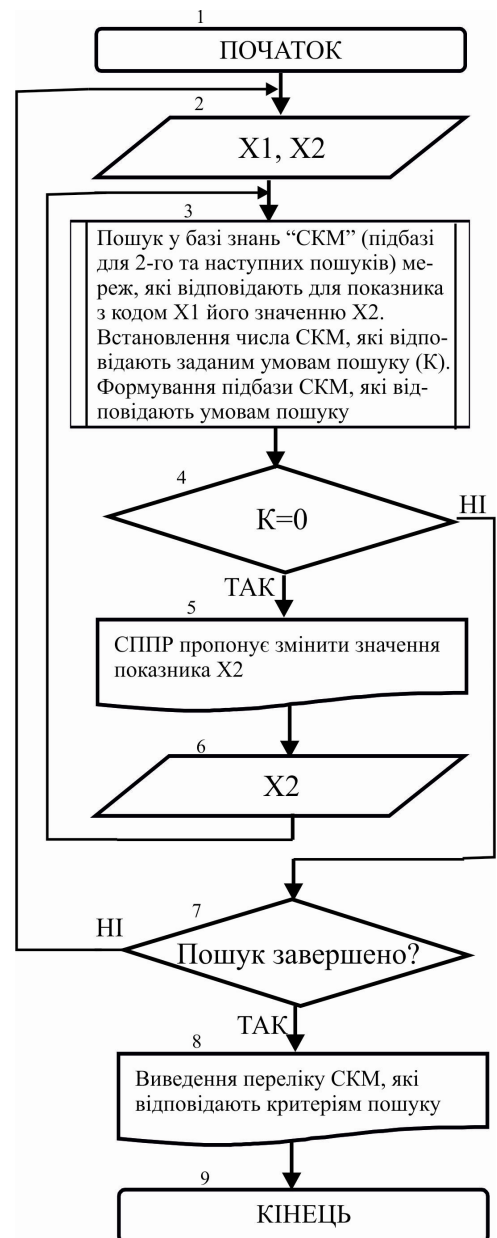 1
ПОЧАТОК
2
X1, X2
3
Пошук у базі знань “СКМ” (підбазі
для 2-го та наступних пошуків) ме-
реж, які відповідають для показника
з кодом X1 його значенню X2.
Встановлення числа СКМ, які відпо-
відають заданим умовам пошуку (K).
Формування підбази СКМ, які від-
повідають умовам пошуку
4
K=0
НІ
ТАК
5
СППР пропонує змінити значення
показника X2
6
X2
7
НІ
Пошук завершено?
ТАК
8
Виведення переліку СКМ, які
відповідають критеріям пошуку
9
КІНЕЦЬ